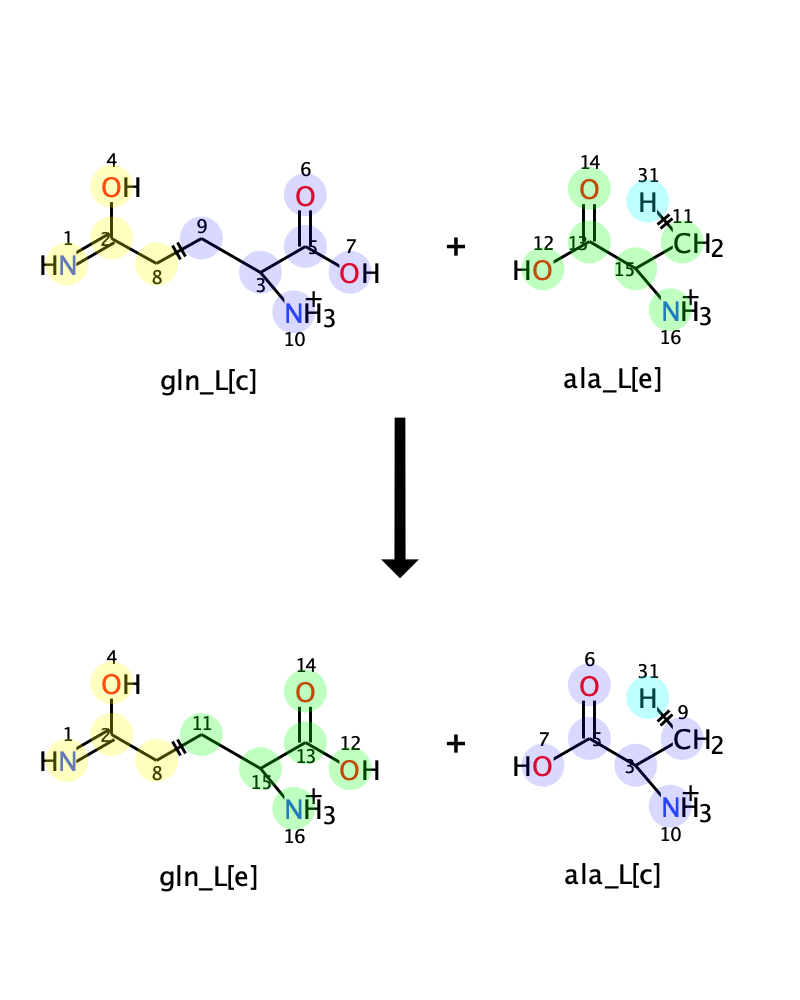 4 6 14 31
OH O O H
1 2 9 5 7 12 13 11
HN 8 3 OH + HO 15 CH2
NH3+ NH3+
10 16
gln_L[c] ala_L[e]
4 14 6 31
OH O O H
1 2 11 13 12 7 5 9
HN 8 15 OH + HO 3 CH2
NH3+ NH3+
16 10
gln_L[e] ala_L[c]